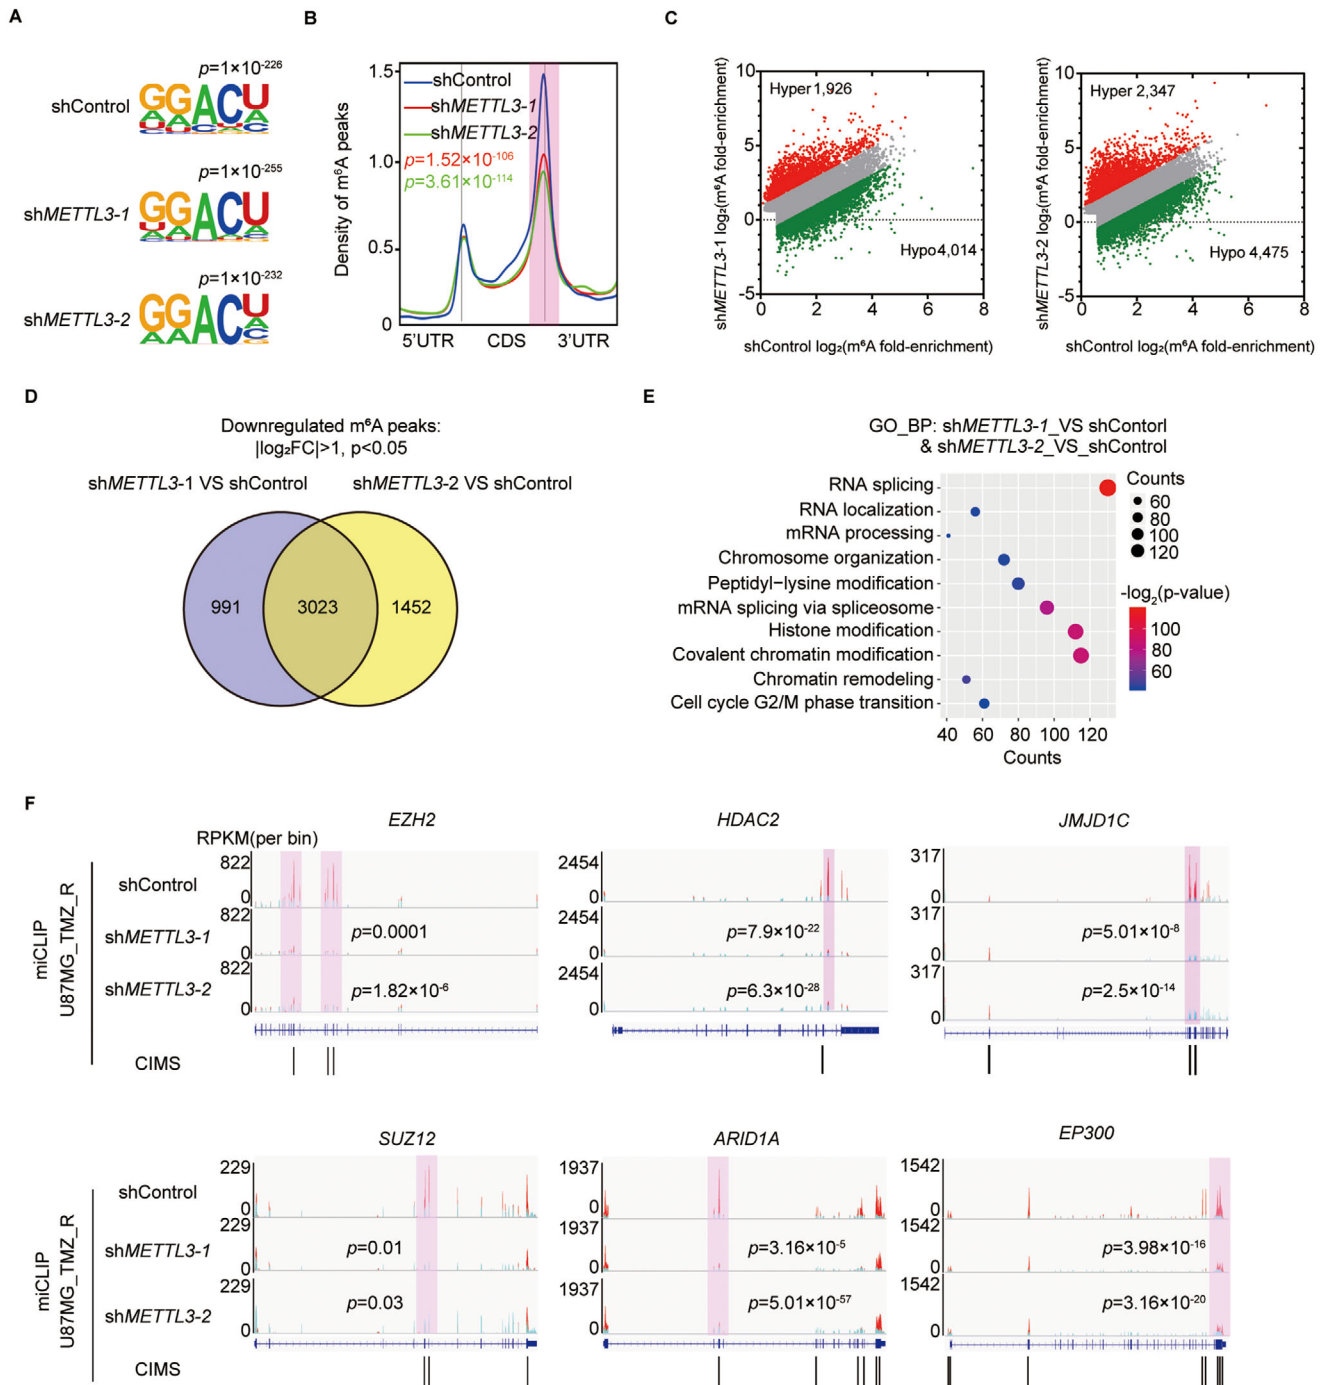 A
shControl
p=1×10-226
GGACU
shMETTL3-1
p=1×10-255
GGACU
shMETTL3-2
p=1×10-232
GGACU
B
Density of m⁶A peaks
1.5
1.0
0.5
0
shControl
shMETTL3-1
shMETTL3-2
p=1.52×10-106
p=3.61×10-114
5'UTR CDS 3'UTR
C
shMETTL3-1 log₂(m⁶A fold-enrichment)
10
5
0
-5
Hyper 1,926
Hypo 4,014
0 2 4 6 8
shControl log₂(m⁶A fold-enrichment)
shMETTL3-2 log₂(m⁶A fold-enrichment)
10
5
0
-5
Hyper 2,347
Hypo 4,475
0 2 4 6 8
shControl log₂(m⁶A fold-enrichment)
D
Downregulated m⁶A peaks:
|log₂FC|>1, p<0.05
shMETTL3-1 VS shControl
shMETTL3-2 VS shControl
991 3023 1452
E
GO_BP: shMETTL3-1_VS shContorl
& shMETTL3-2_VS_shControl
RNA splicing
RNA localization
mRNA processing
Chromosome organization
Peptidyl−lysine modification
mRNA splicing via spliceosome
Histone modification
Covalent chromatin modification
Chromatin remodeling
Cell cycle G2/M phase transition
40 60 80 100 120
Counts
Counts
60
80
100
120
-log₂(p-value)
100
80
60
F
miCLIP
U87MG_TMZ_R
RPKM(per bin)
shControl
shMETTL3-1
shMETTL3-2
CIMS
EZH2
822
0
822
0
p=0.0001
822
0
p=1.82×10-6
HDAC2
2454
0
2454
0
p=7.9×10-22
2454
0
p=6.3×10-28
JMJD1C
317
0
317
0
p=5.01×10-8
317
0
p=2.5×10-14
miCLIP
U87MG_TMZ_R
shControl
shMETTL3-1
shMETTL3-2
CIMS
SUZ12
229
0
229
0
p=0.01
229
0
p=0.03
ARID1A
1937
0
1937
0
p=3.16×10-5
1937
0
p=5.01×10-57
EP300
1542
0
1542
0
p=3.98×10-16
1542
0
p=3.16×10-20